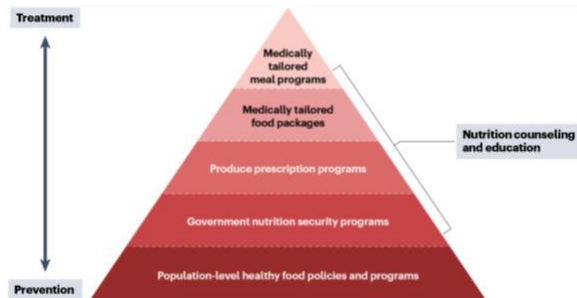 Treatment
Medically
tailored
meal programs
Medically tailored
food packages
Nutrition counseling
and education
Produce prescription programs
Government nutrition security programs
Population-level healthy food policies and programs
Prevention